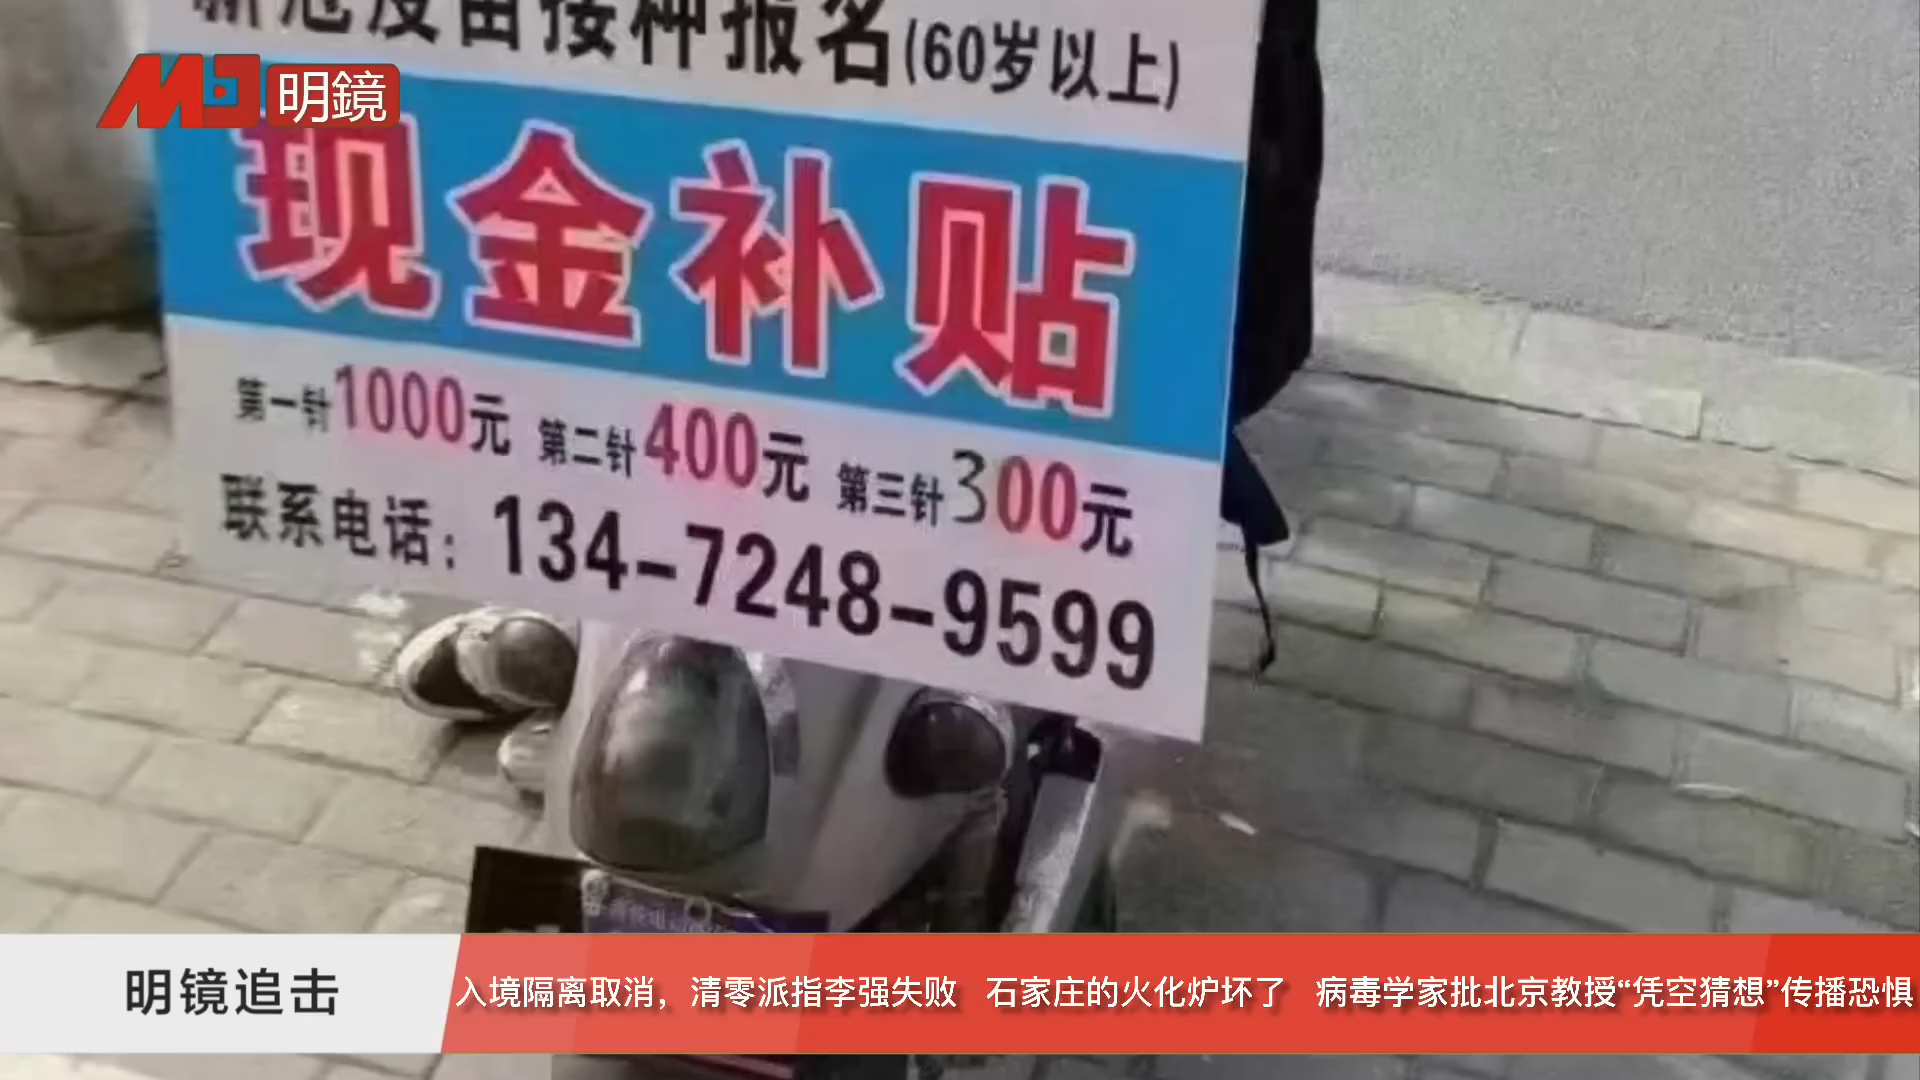 新冠疫苗接种报名(60岁以上)
明鏡
现金补贴
第一针1000元 第二针400元 第三针300元
联系电话：134-7248-9599
明镜追击
入境隔离取消，清零派指李强失败 石家庄的火化炉坏了 病毒学家批北京教授“凭空猜想”传播恐惧